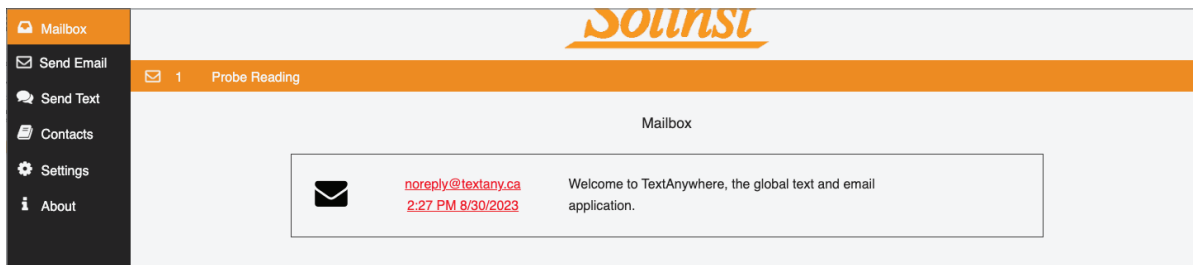 Solinst
Mailbox
Send Email
Send Text
Contacts
Settings
About
1 Probe Reading
Mailbox
noreply@textany.ca
2:27 PM 8/30/2023
Welcome to TextAnywhere, the global text and email
application.